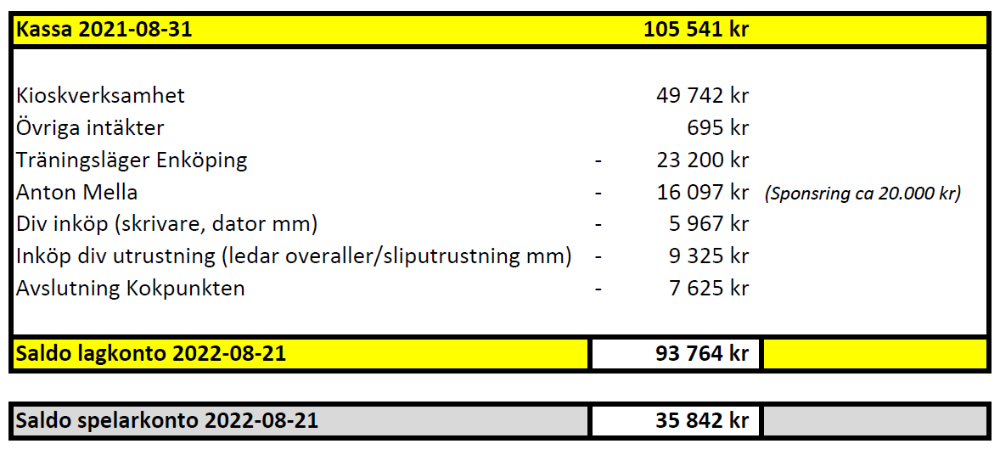 Kassa 2021-08-31 105 541 kr
Kioskverksamhet 49 742 kr
Övriga intäkter 695 kr
Träningsläger Enköping - 23 200 kr
Anton Mella - 16 097 kr (Sponsring ca 20.000 kr)
Div inköp (skrivare, dator mm) - 5 967 kr
Inköp div utrustning (ledar overaller/sliputrustning mm) - 9 325 kr
Avslutning Kokpunkten - 7 625 kr
Saldo lagkonto 2022-08-21 93 764 kr
Saldo spelarkonto 2022-08-21 35 842 kr